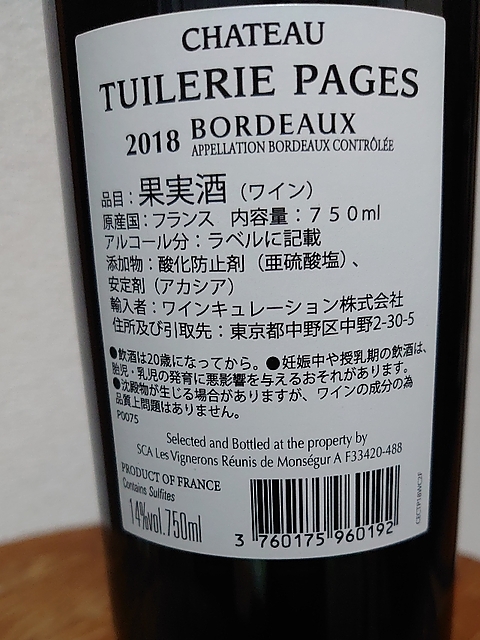 CHATEAU
TUILERIE PAGES
2018 BORDEAUX
APPELLATION BORDEAUX CONTRÔLÉE
品目：果実酒（ワイン）
原産国：フランス　内容量：７５０ml
アルコール分：ラベルに記載
添加物：酸化防止剤（亜硫酸塩）、
安定剤（アカシア）
輸入者：ワインキュレーション株式会社
住所及び引取先：東京都中野区中野2-30-5
●飲酒は20歳になってから。●妊娠中や授乳期の飲酒は、
胎児・乳児の発育に悪影響を与えるおそれがあります。
●沈殿物が生じる場合がありますが、ワインの成分の為
品質上問題はありません。
P0075
Selected and Bottled at the property by
SCA Les Vignerons Réunis de Monségur A F33420-488
PRODUCT OF FRANCE
Contains Sulfites
14%vol.750ml
3 760175 960192
CECTP18WC2F